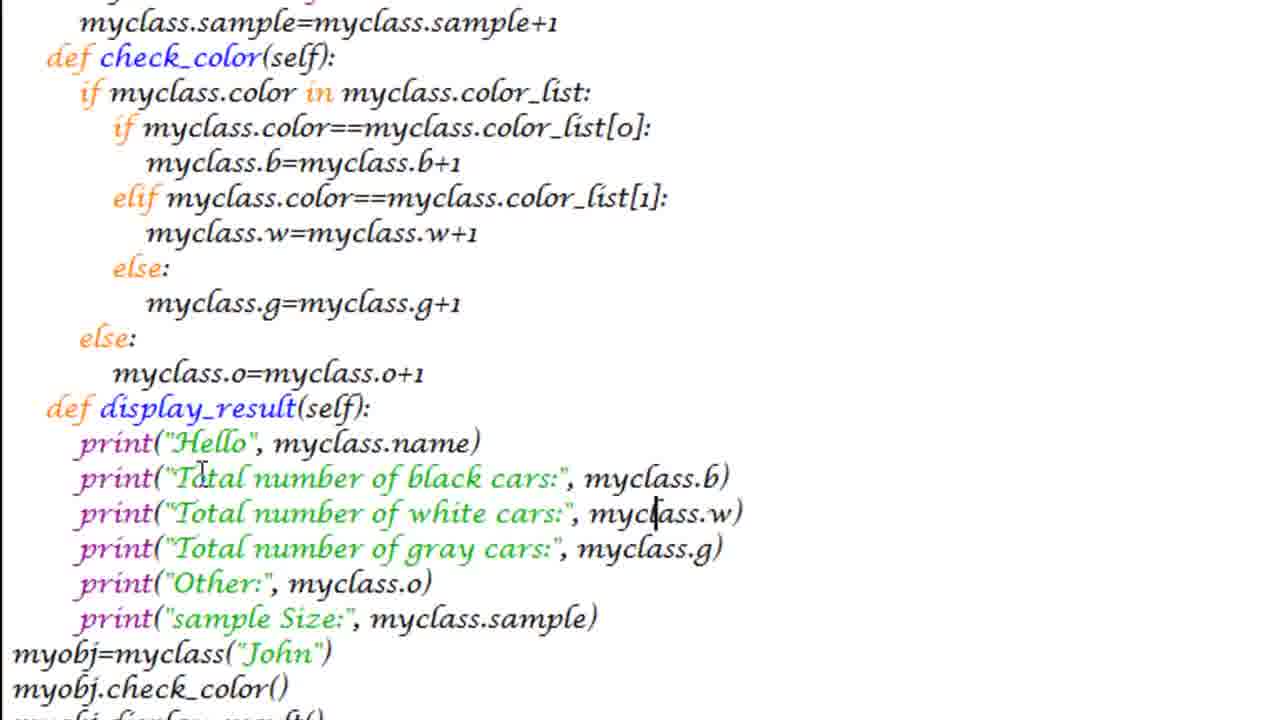 myclass.sample=myclass.sample+1
def check_color(self):
if myclass.color in myclass.color_list:
if myclass.color==myclass.color_list[0]:
myclass.b=myclass.b+1
elif myclass.color==myclass.color_list[1]:
myclass.w=myclass.w+1
else:
myclass.g=myclass.g+1
else:
myclass.o=myclass.o+1
def display_result(self):
print("Hello", myclass.name)
print("Total number of black cars:", myclass.b)
print("Total number of white cars:", myclass.w)
print("Total number of gray cars:", myclass.g)
print("Other:", myclass.o)
print("sample Size:", myclass.sample)
myobj=myclass("John")
myobj.check_color()
myobj.display_result()